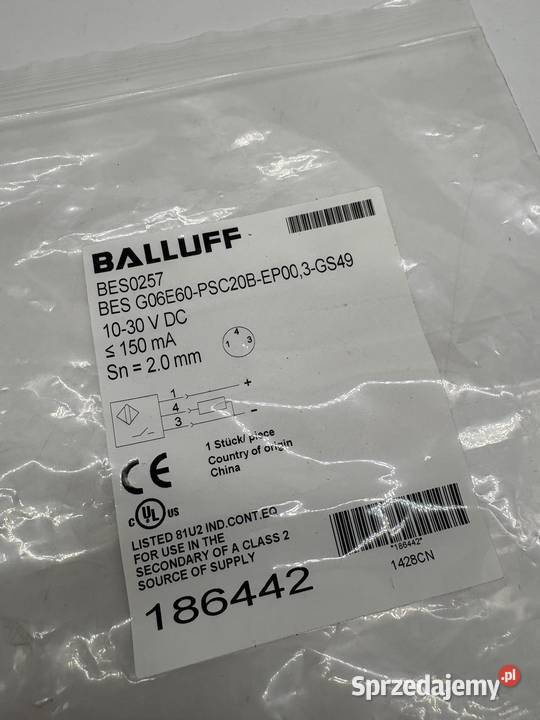 BALLUFF
BES0257
BES G06E60-PSC20B-EP00,3-GS49
10-30 V DC
≤ 150 mA
Sn = 2.0 mm
4
1 3
1 +
4
3 -
1 Stück/ piece
Country of origin
China
CE
C UL US
LISTED 81U2 IND.CONT.EQ
FOR USE IN THE
SECONDARY OF A CLASS 2
SOURCE OF SUPPLY
186442
*186442*
1428CN
Sprzedajemy.pl